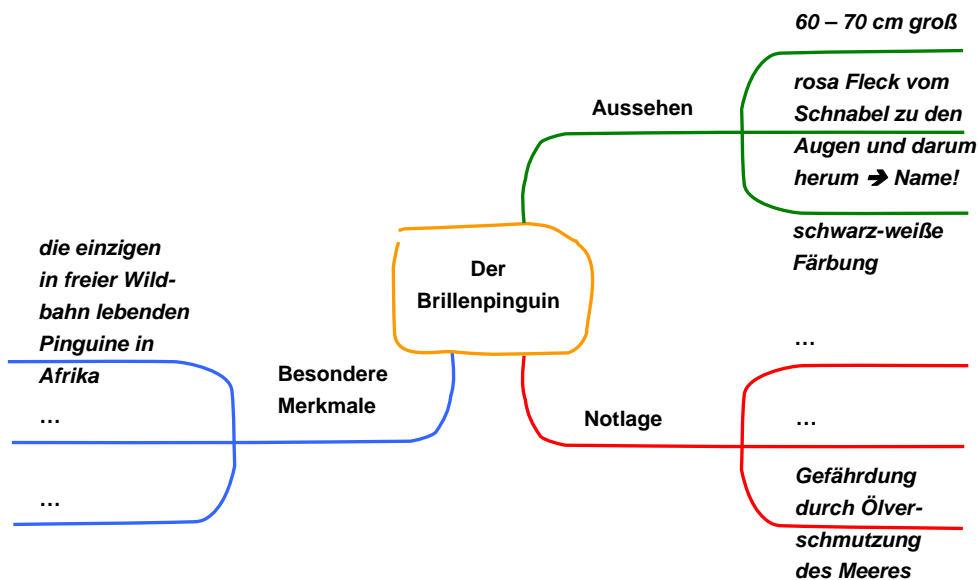 Der
Brillenpinguin
Aussehen
60 – 70 cm groß
rosa Fleck vom
Schnabel zu den
Augen und darum
herum ➔ Name!
schwarz-weiße
Färbung
Notlage
…
…
Gefährdung
durch Ölver-
schmutzung
des Meeres
Besondere
Merkmale
die einzigen
in freier Wild-
bahn lebenden
Pinguine in
Afrika
…
…